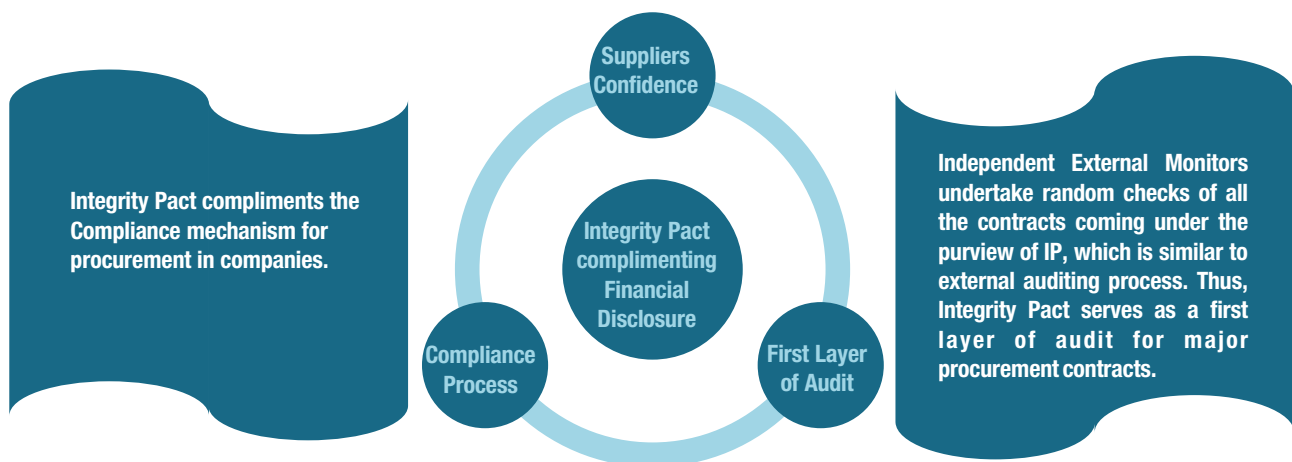 Integrity Pact compliments the
Compliance mechanism for
procurement in companies.
Suppliers
Confidence
Integrity Pact
complimenting
Financial
Disclosure
Compliance
Process
First Layer
of Audit
Independent External Monitors
undertake random checks of all
the contracts coming under the
purview of IP, which is similar to
external auditing process. Thus,
Integrity Pact serves as a first
layer of audit for major
procurement contracts.